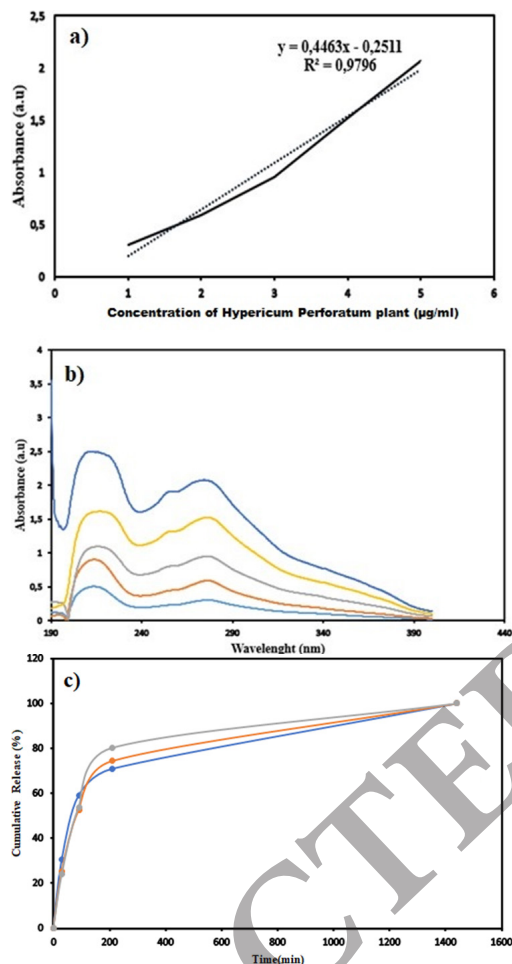 a)
y = 0,4463x - 0,2511
R² = 0,9796
Absorbance (a.u)
2,5
2
1,5
1
0,5
0
0 1 2 3 4 5 6
Concentration of Hypericum Perforatum plant (µg/ml)
b)
Absorbance (a.u)
4
3,5
3
2,5
2
1,5
1
0,5
0
190 240 290 340 390 440
Wavelenght (nm)
c)
Cumulative Release (%)
120
100
80
60
40
20
0
0 200 400 600 800 1000 1200 1400 1600
Time(min)
CTE